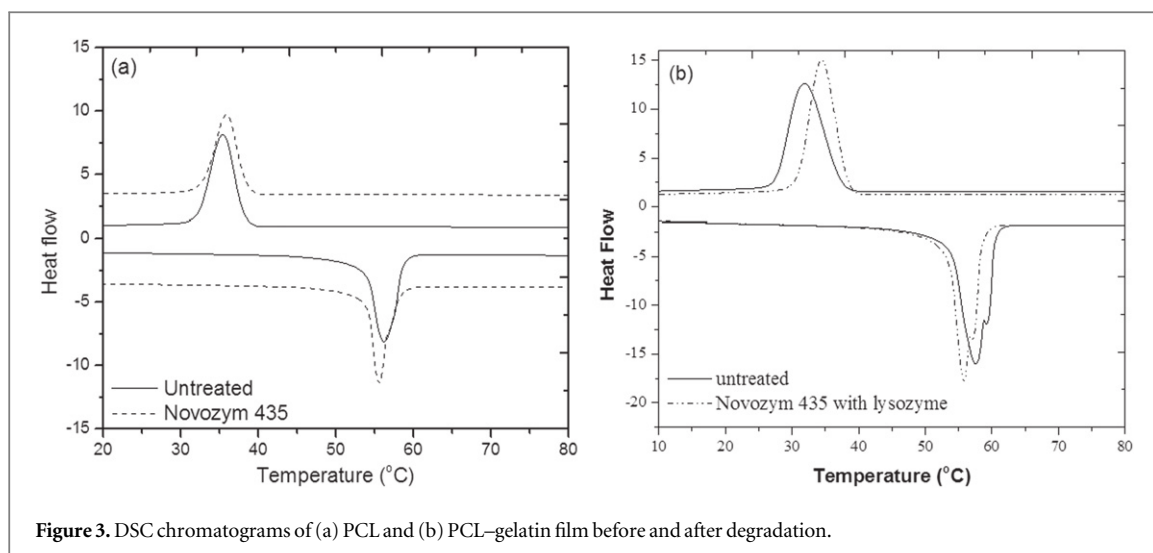 (a)
15
10
5
0
-5
-10
-15
Heat flow
Untreated
Novozym 435
20 30 40 50 60 70 80
Temperature (°C)
(b)
15
10
5
0
-5
-10
-15
-20
Heat Flow
untreated
Novozym 435 with lysozyme
10 20 30 40 50 60 70 80
Temperature (°C)
Figure 3. DSC chromatograms of (a) PCL and (b) PCL–gelatin film before and after degradation.